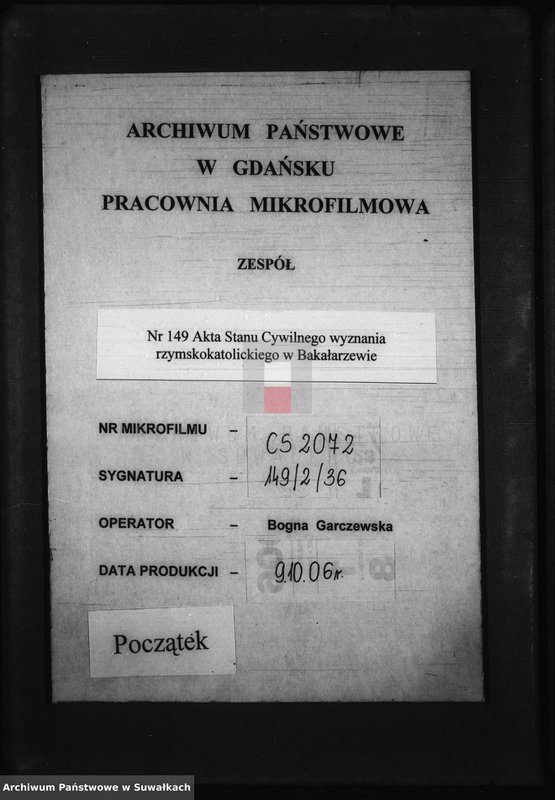 ARCHIWUM PAŃSTWOWE
W GDAŃSKU
PRACOWNIA MIKROFILMOWA
ZESPÓŁ
Nr 149 Akta Stanu Cywilnego wyznania
rzymskokatolickiego w Bakałarzewie
NR MIKROFILMU – CS 2072
SYGNATURA – 149/2/36
OPERATOR – Bogna Garczewska
DATA PRODUKCJI – 9.10.06r.
Początek
Archiwum Państwowe w Suwałkach